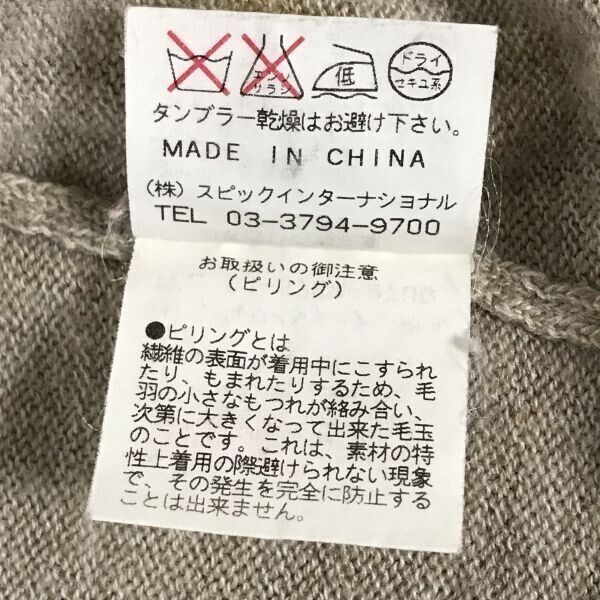 エンソ
サラシ
低
ドライ
セキユ系
タンブラー乾燥はお避け下さい。
MADE IN CHINA
(株) スピックインターナショナル
TEL 03-3794-9700
お取扱いの御注意
(ピリング)
●ピリングとは
繊維の表面が着用中にこすられ
たり、もまれたりするため、毛
羽の小さなもつれが絡み合い、
次第に大きくなって出来た毛玉
のことです。これは、素材の特
性上着用の際避けられない現象
で、その発生を完全に防止する
ことは出来ません。